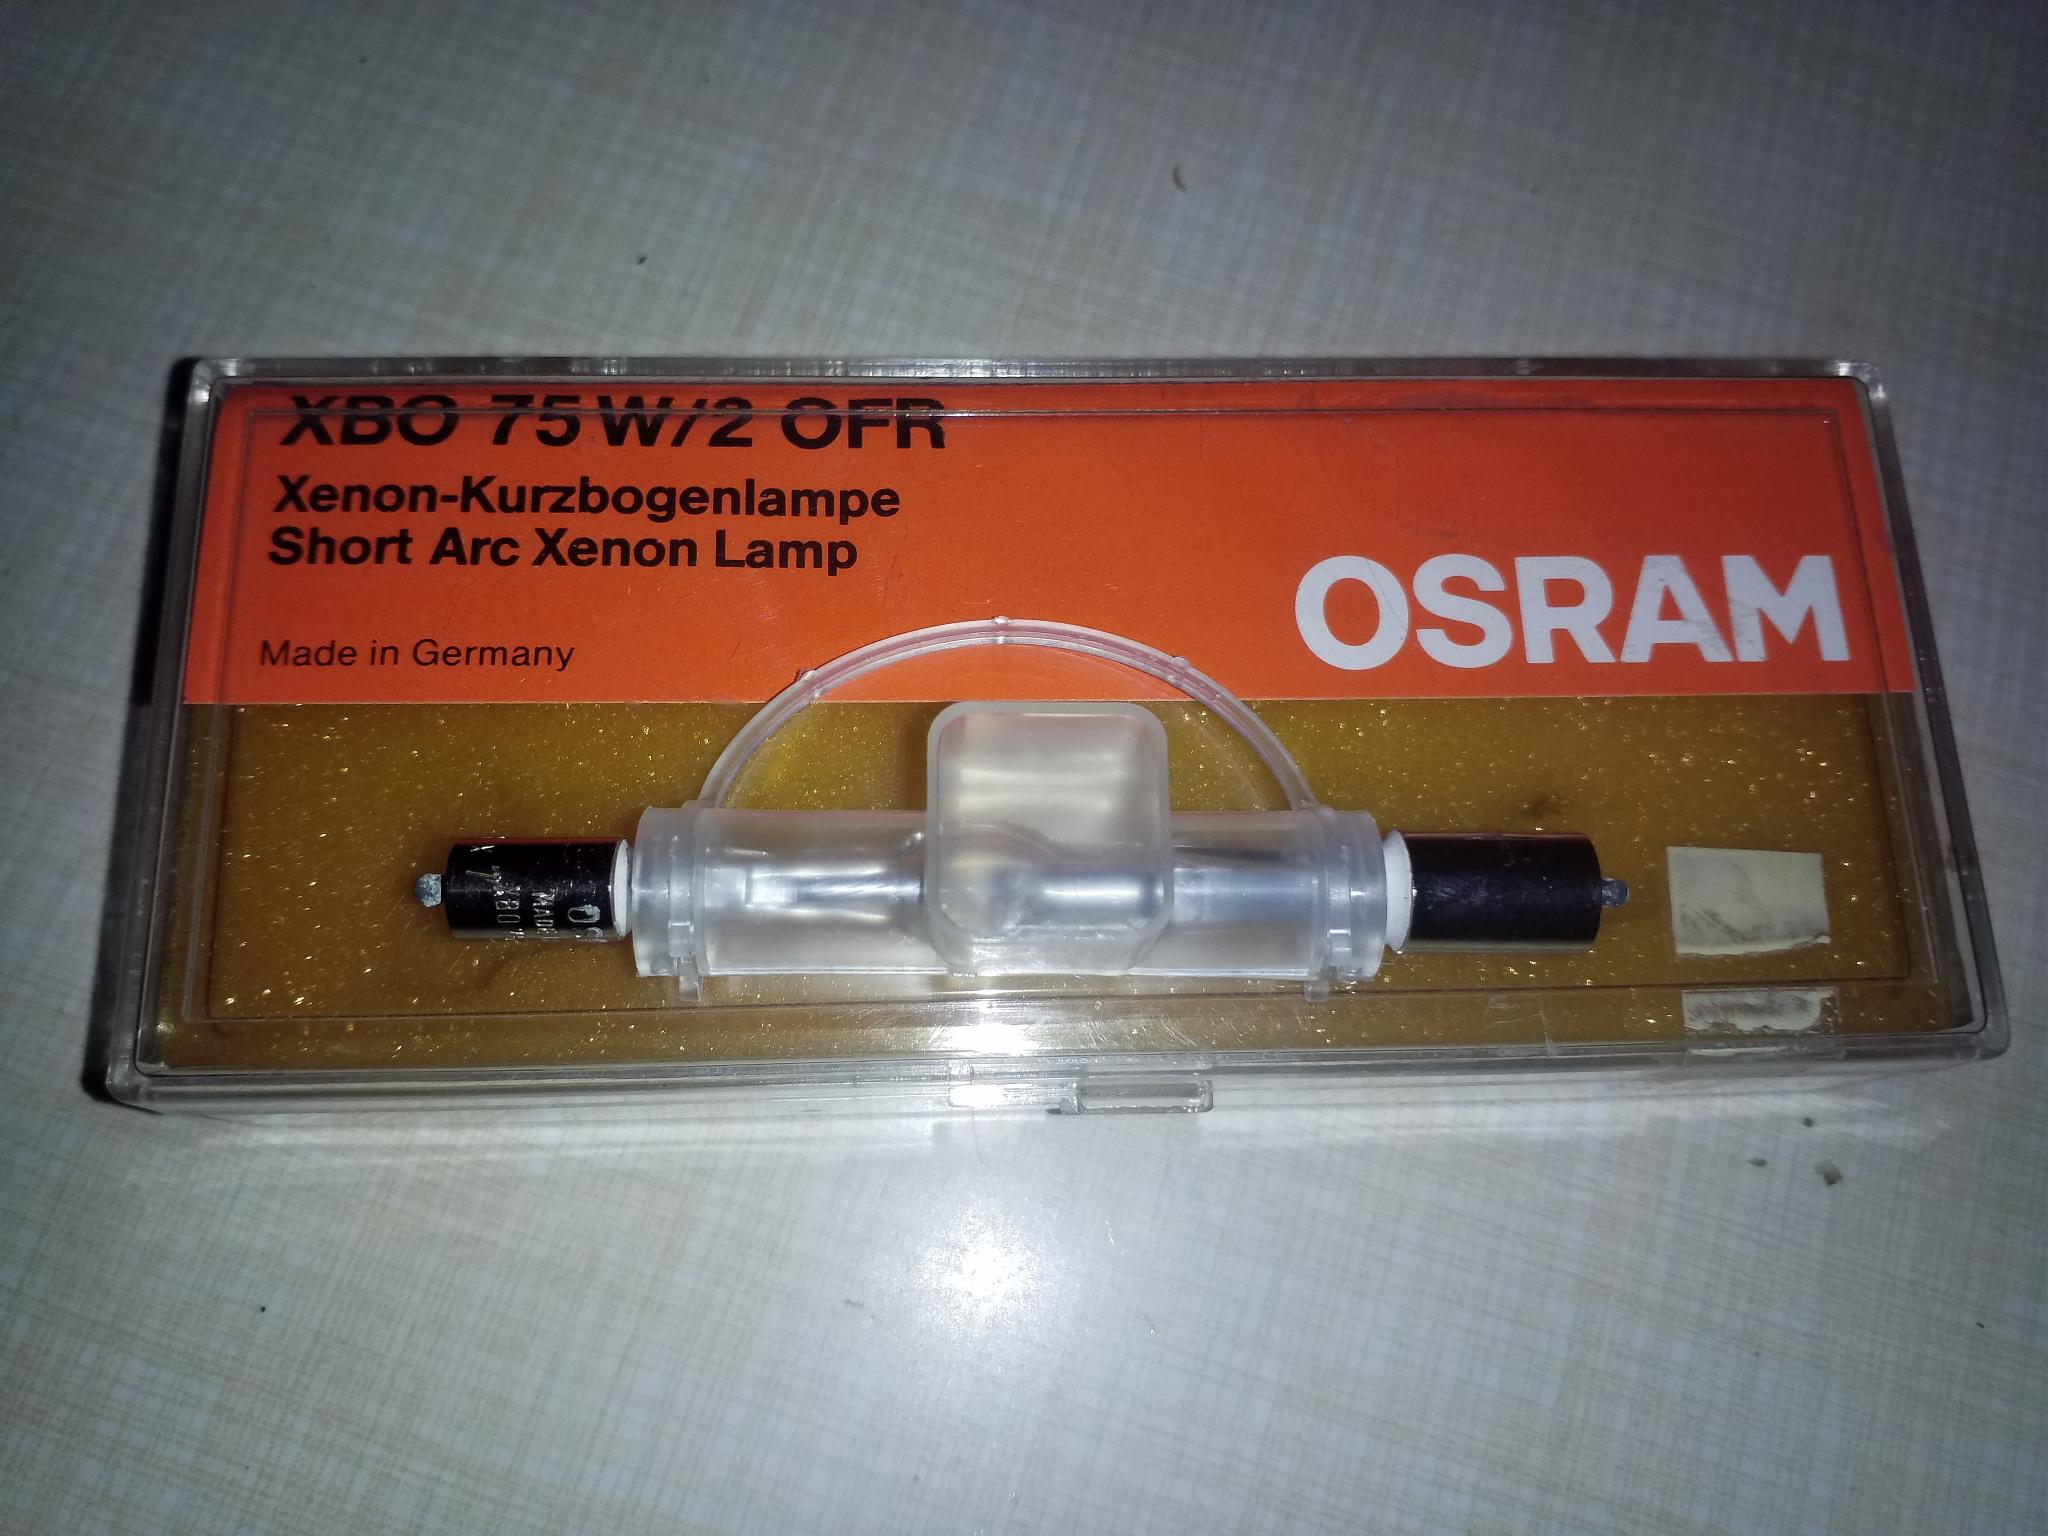 XBO 75 W/2 OFR
Xenon-Kurzbogenlampe
Short Arc Xenon Lamp
OSRAM
Made in Germany